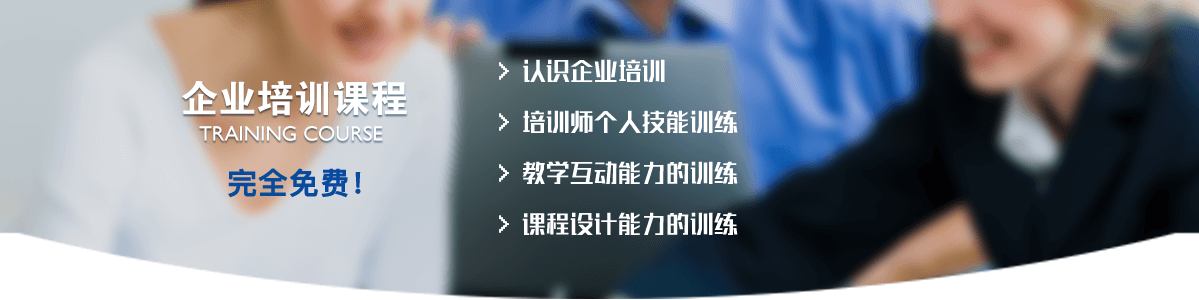 企业培训课程
TRAINING COURSE
完全免费！
> 认识企业培训
> 培训师个人技能训练
> 教学互动能力的训练
> 课程设计能力的训练